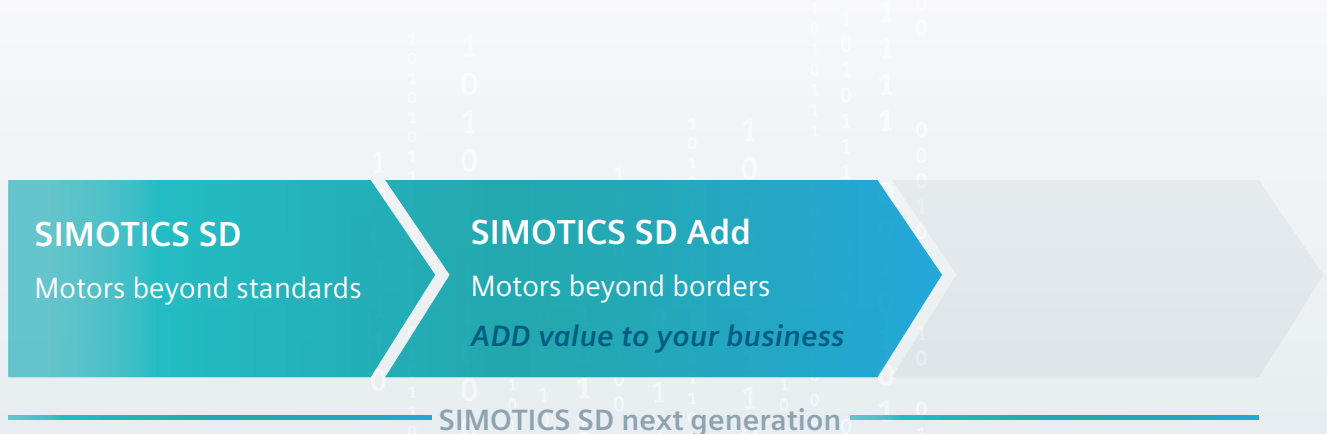 SIMOTICS SD
Motors beyond standards
SIMOTICS SD Add
Motors beyond borders
ADD value to your business
SIMOTICS SD next generation